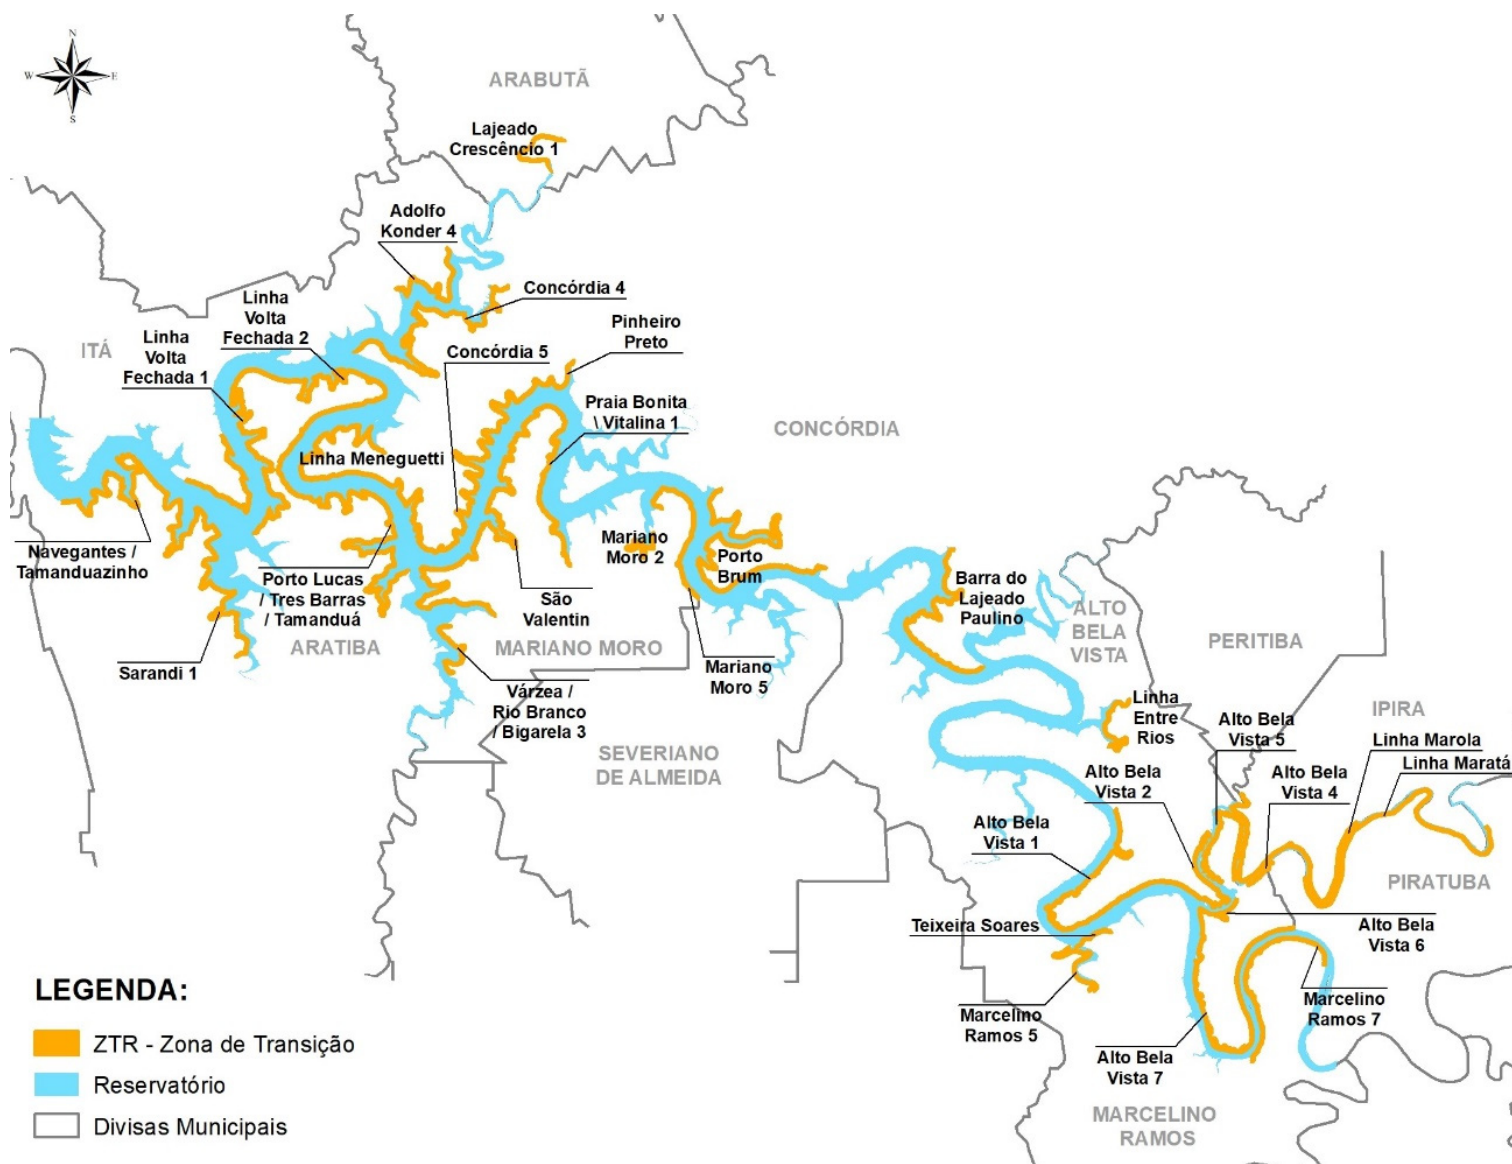 N
W
E
S
ARABUTÃ
Lajeado
Crescêncio 1
Adolfo
Konder 4
Concórdia 4
Linha
Volta
Fechada 2
Pinheiro
Preto
ITÁ
Linha
Volta
Fechada 1
Concórdia 5
Praia Bonita
\ Vitalina 1
CONCÓRDIA
Linha Meneguetti
Navegantes /
Tamanduazinho
Mariano
Moro 2
Porto
Brum
Porto Lucas
/ Tres Barras
/ Tamanduá
São
Valentin
Barra do
Lajeado
Paulino
ALTO
BELA
VISTA
PERITIBA
ARATIBA
MARIANO MORO
Sarandi 1
Mariano
Moro 5
Várzea /
Rio Branco
/ Bigarela 3
Linha
Entre
Rios
IPIRA
Alto Bela
Vista 5
Linha Marola
Linha Maratá
SEVERIANO
DE ALMEIDA
Alto Bela
Vista 2
Alto Bela
Vista 4
Alto Bela
Vista 1
PIRATUBA
Teixeira Soares
Alto Bela
Vista 6
Marcelino
Ramos 5
Marcelino
Ramos 7
Alto Bela
Vista 7
MARCELINO
RAMOS
LEGENDA:
ZTR - Zona de Transição
Reservatório
Divisas Municipais